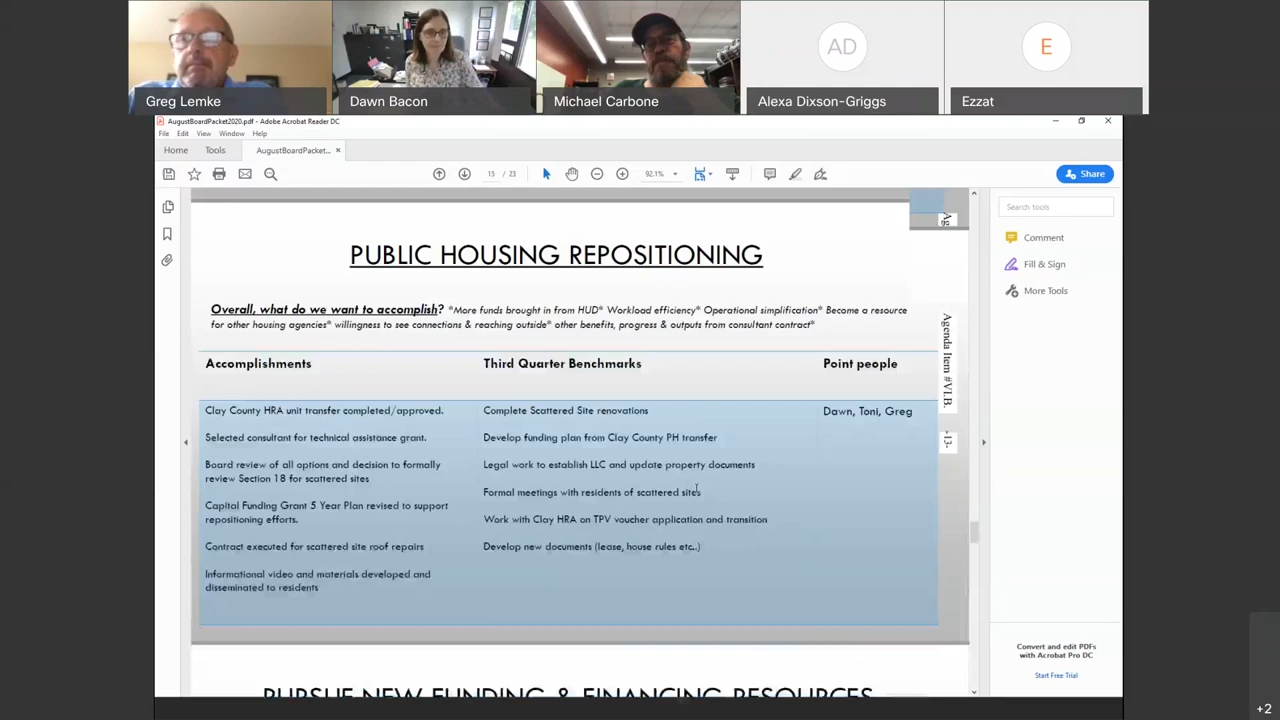 Greg Lemke
Dawn Bacon
Michael Carbone
AD
Alexa Dixson-Griggs
E
Ezzat
AugustBoardPacket2020.pdf - Adobe Acrobat Reader DC
File Edit View Window Help
Home Tools AugustBoardPacket... ×
15 / 23 92.1%
Share
Search tools
Comment
Fill & Sign
More Tools
PUBLIC HOUSING REPOSITIONING
Overall, what do we want to accomplish? *More funds brought in from HUD* Workload efficiency* Operational simplification* Become a resource
for other housing agencies* willingness to see connections & reaching outside* other benefits, progress & outputs from consultant contract*
Accomplishments
Third Quarter Benchmarks
Point people
Clay County HRA unit transfer completed/approved.
Selected consultant for technical assistance grant.
Board review of all options and decision to formally
review Section 18 for scattered sites
Capital Funding Grant 5 Year Plan revised to support
repositioning efforts.
Contract executed for scattered site roof repairs
Informational video and materials developed and
disseminated to residents
Complete Scattered Site renovations
Develop funding plan from Clay County PH transfer
Legal work to establish LLC and update property documents
Formal meetings with residents of scattered sites
Work with Clay HRA on TPV voucher application and transition
Develop new documents (lease, house rules etc..)
Dawn, Toni, Greg
Ag
Agenda Item #VI.B.
-13-
PURSUE NEW FUNDING & FINANCING RESOURCES
Convert and edit PDFs
with Acrobat Pro DC
Start Free Trial
+2